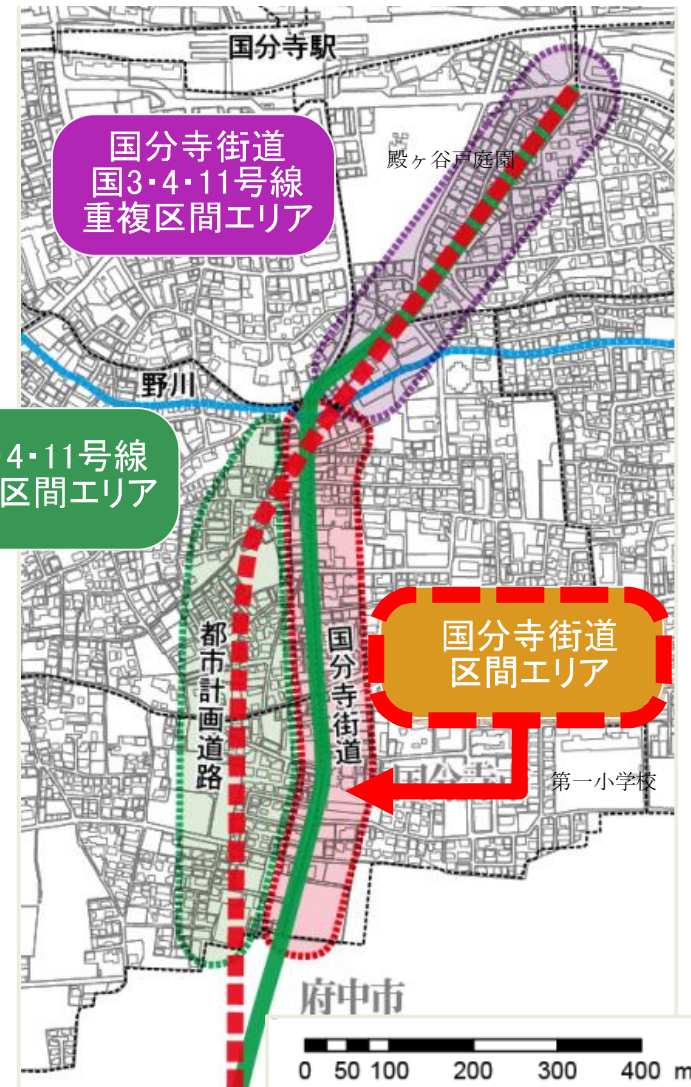 国分寺駅
国分寺街道
国3・4・11号線
重複区間エリア
殿ヶ谷戸庭園
野川
4・11号線
区間エリア
都市計画道路
国分寺街道
国分寺街道
区間エリア
第一小学校
府中市
0 50 100 200 300 400 m